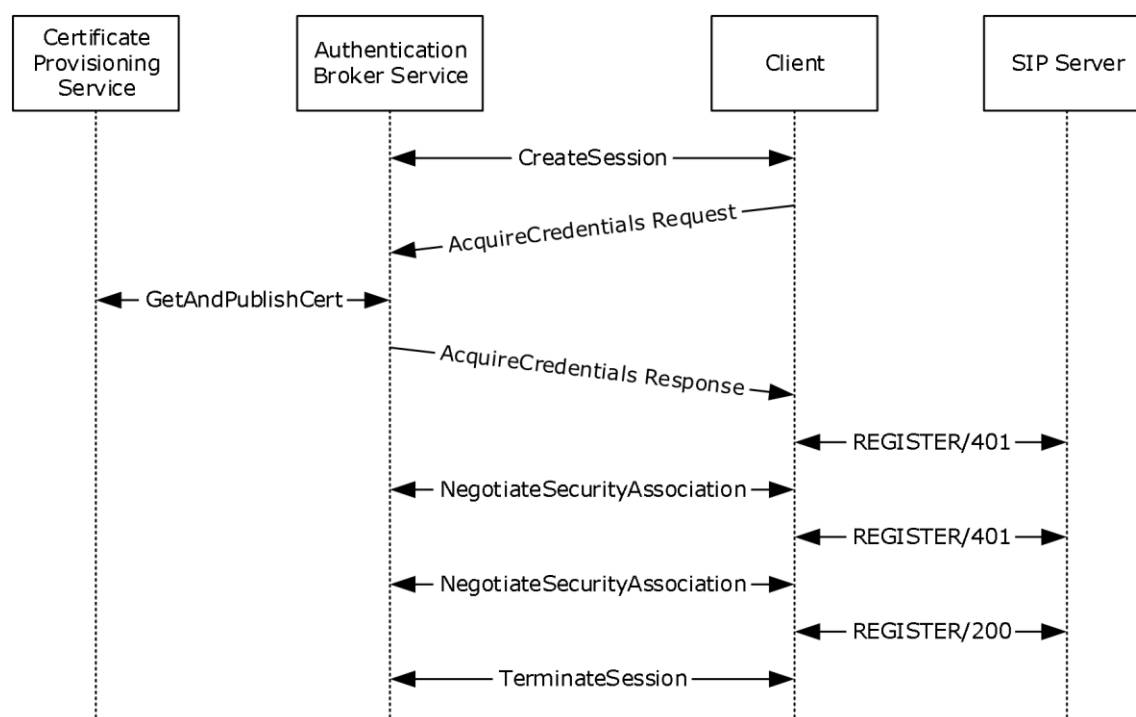 Certificate
Provisioning
Service
Authentication
Broker Service
Client
SIP Server
CreateSession
AcquireCredentials Request
GetAndPublishCert
AcquireCredentials Response
REGISTER/401
NegotiateSecurityAssociation
REGISTER/401
NegotiateSecurityAssociation
REGISTER/200
TerminateSession